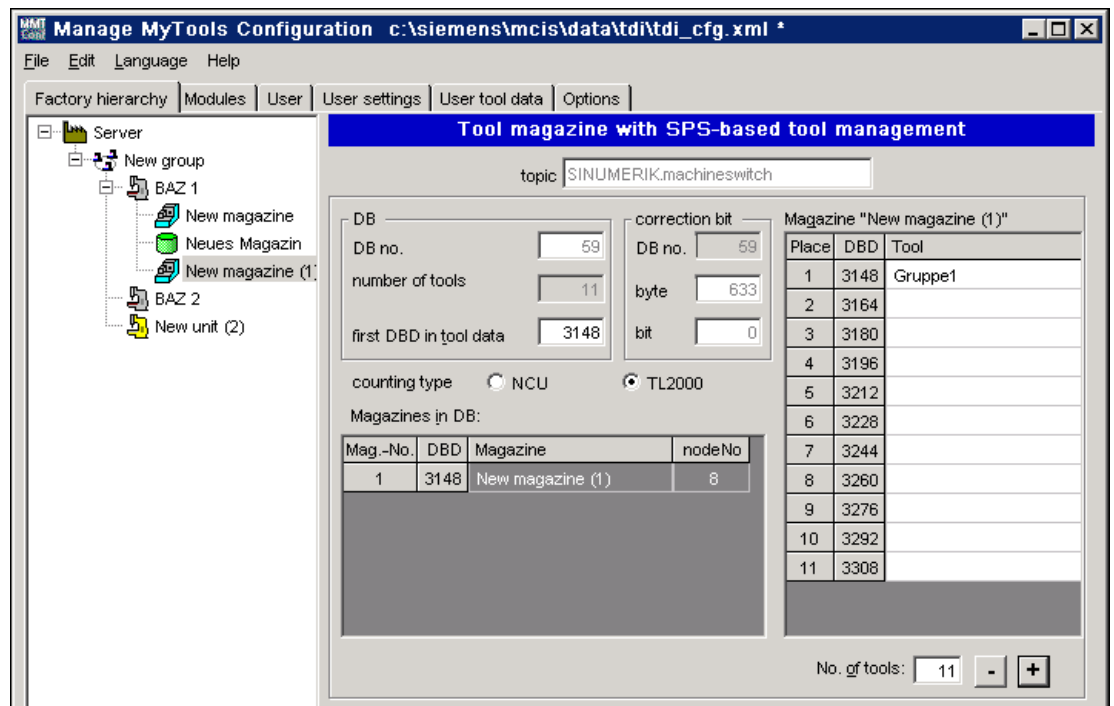 MMT Conf Manage MyTools Configuration c:\siemens\mcis\data\tdi\tdi_cfg.xml *
File Edit Language Help
Factory hierarchy Modules User User settings User tool data Options
Server
New group
BAZ 1
New magazine
Neues Magazin
New magazine (1)
BAZ 2
New unit (2)
Tool magazine with SPS-based tool management
topic SINUMERIK.machineswitch
DB
DB no. 59
number of tools 11
first DBD in tool data 3148
correction bit
DB no. 59
byte 633
bit 0
counting type NCU TL2000
Magazines in DB:
Mag.-No. DBD Magazine nodeNo
1 3148 New magazine (1) 8
Magazine "New magazine (1)"
Place DBD Tool
1 3148 Gruppe1
2 3164
3 3180
4 3196
5 3212
6 3228
7 3244
8 3260
9 3276
10 3292
11 3308
No. of tools: 11 - +